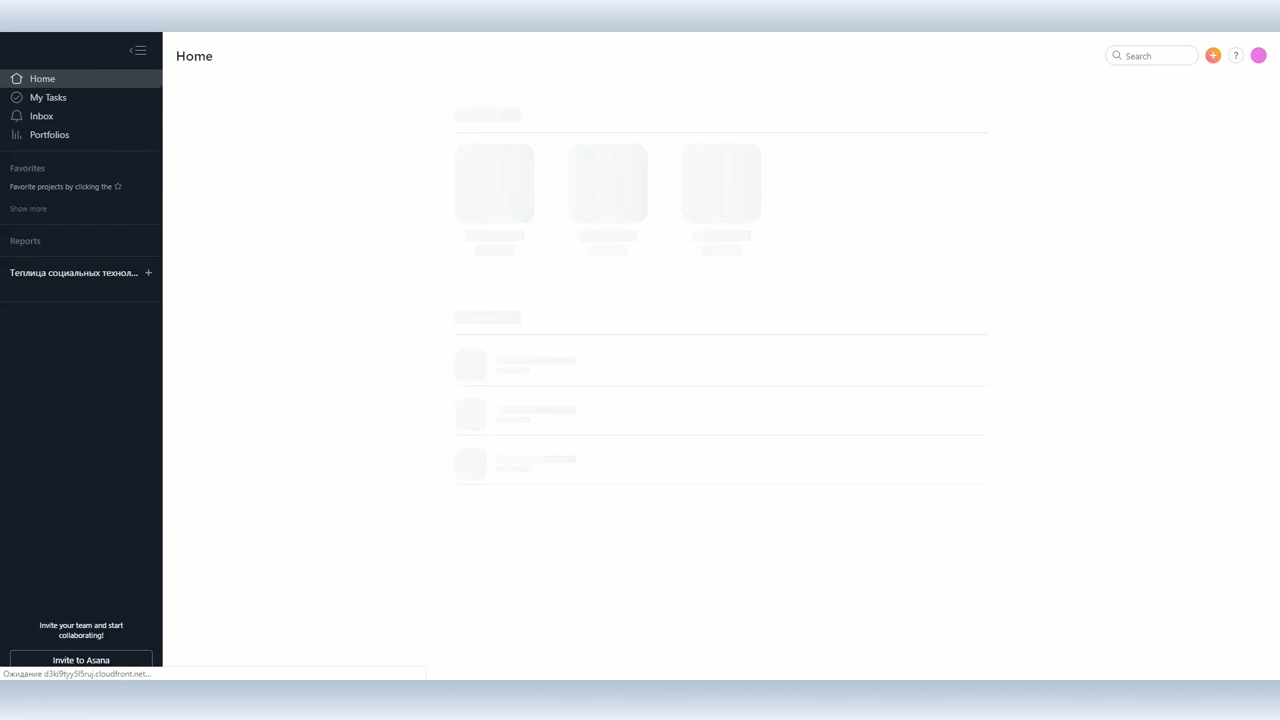 Home
Search
+
?
Home
My Tasks
Inbox
Portfolios
Favorites
Favorite projects by clicking the
Show more
Reports
Теплица социальных технол... +
Invite your team and start
collaborating!
Invite to Asana
Ожидание d3ki9tyy5l5ruj.cloudfront.net...